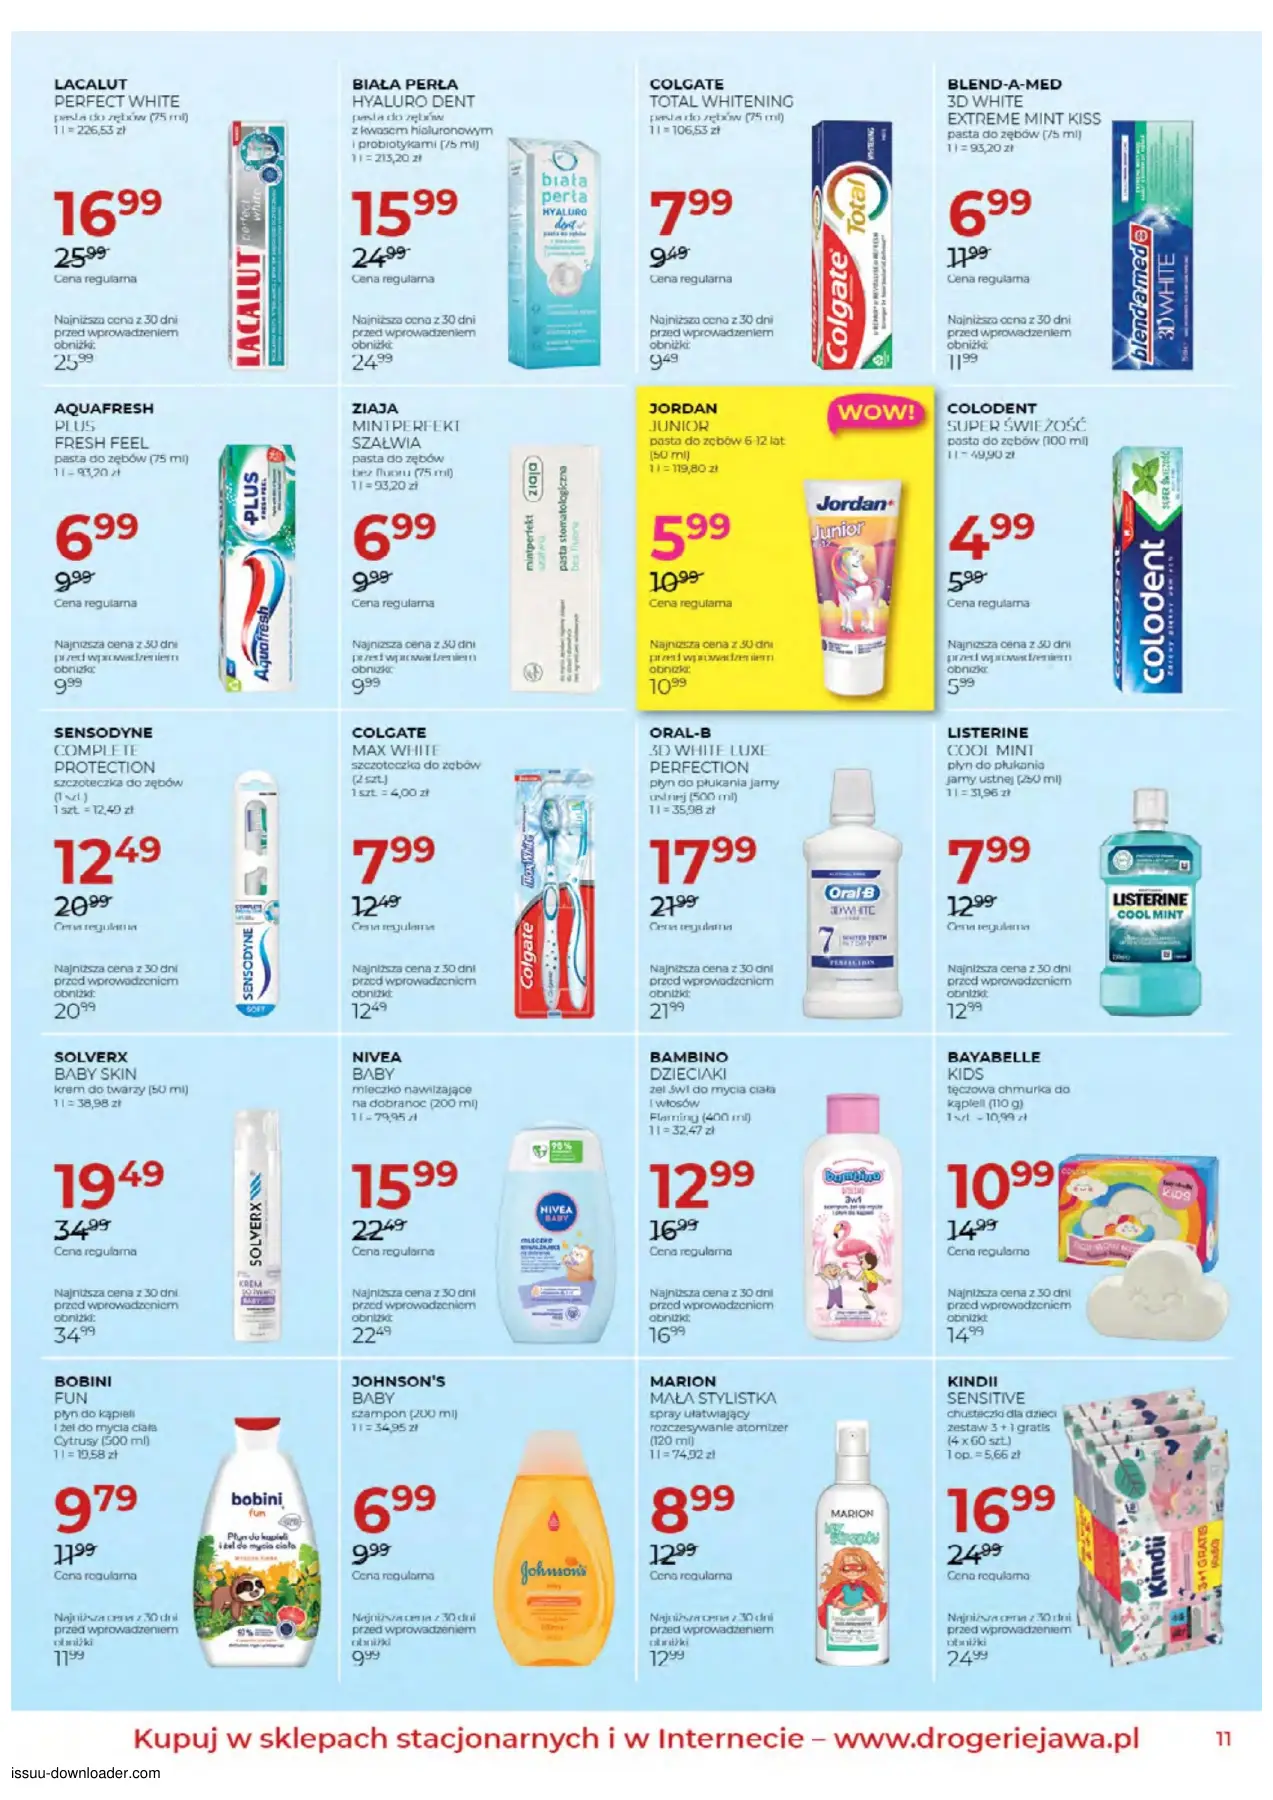 LACALUT
PERFECT WHITE
pasta do zębów (75 ml)
1 l = 226,53 zł
16 99
25 99
Cena regularna
Najniższa cena z 30 dni
przed wprowadzeniem
obniżki:
25 99
BIAŁA PERŁA
HYALURO DENT
pasta do zębów
z kwasem hialuronowym
i probiotykami (75 ml)
1 l = 213,20 zł
15 99
24 99
Cena regularna
Najniższa cena z 30 dni
przed wprowadzeniem
obniżki:
24 99
COLGATE
TOTAL WHITENING
pasta do zębów (75 ml)
1 l = 106,53 zł
7 99
9 49
Cena regularna
Najniższa cena z 30 dni
przed wprowadzeniem
obniżki:
9 49
BLEND-A-MED
3D WHITE
EXTREME MINT KISS
pasta do zębów (75 ml)
1 l = 93,20 zł
6 99
11 99
Cena regularna
Najniższa cena z 30 dni
przed wprowadzeniem
obniżki:
11 99
AQUAFRESH
PLUS
FRESH FEEL
pasta do zębów (75 ml)
1 l = 93,20 zł
6 99
9 99
Cena regularna
Najniższa cena z 30 dni
przed wprowadzeniem
obniżki:
9 99
ZIAJA
MINTPERFEKT
SZAŁWIA
pasta do zębów
bez fluoru (75 ml)
1 l = 93,20 zł
6 99
9 99
Cena regularna
Najniższa cena z 30 dni
przed wprowadzeniem
obniżki:
9 99
JORDAN
JUNIOR
pasta do zębów 6-12 lat
(50 ml)
1 l = 119,80 zł
WOW!
5 99
10 99
Cena regularna
Najniższa cena z 30 dni
przed wprowadzeniem
obniżki:
10 99
COLODENT
SUPER ŚWIEŻOŚĆ
pasta do zębów (100 ml)
1 l = 49,90 zł
4 99
5 99
Cena regularna
Najniższa cena z 30 dni
przed wprowadzeniem
obniżki:
5 99
SENSODYNE
COMPLETE
PROTECTION
szczoteczka do zębów
(1 szt.)
1 szt. = 12,49 zł
12 49
20 99
Cena regularna
Najniższa cena z 30 dni
przed wprowadzeniem
obniżki:
20 99
COLGATE
MAX WHITE
szczoteczka do zębów
(2 szt.)
1 szt. = 4,00 zł
7 99
12 49
Cena regularna
Najniższa cena z 30 dni
przed wprowadzeniem
obniżki:
12 49
ORAL-B
3D WHITE LUXE
PERFECTION
płyn do płukania jamy
ustnej (500 ml)
1 l = 35,98 zł
17 99
21 99
Cena regularna
Najniższa cena z 30 dni
przed wprowadzeniem
obniżki:
21 99
LISTERINE
COOL MINT
płyn do płukania
jamy ustnej (250 ml)
1 l = 31,96 zł
7 99
12 99
Cena regularna
Najniższa cena z 30 dni
przed wprowadzeniem
obniżki:
12 99
SOLVERX
BABY SKIN
krem do twarzy (50 ml)
1 l = 38,98 zł
19 49
34 99
Cena regularna
Najniższa cena z 30 dni
przed wprowadzeniem
obniżki:
34 99
NIVEA
BABY
mleczko nawilżające
na dobranoc (200 ml)
1 l = 79,95 zł
15 99
22 49
Cena regularna
Najniższa cena z 30 dni
przed wprowadzeniem
obniżki:
22 49
BAMBINO
DZIECIAKI
żel 3w1 do mycia ciała
i włosów
Flaming (400 ml)
1 l = 32,47 zł
12 99
16 99
Cena regularna
Najniższa cena z 30 dni
przed wprowadzeniem
obniżki:
16 99
BAYABELLE
KIDS
tęczowa chmurka do
kąpieli (110 g)
1 szt. = 10,99 zł
10 99
14 99
Cena regularna
Najniższa cena z 30 dni
przed wprowadzeniem
obniżki:
14 99
BOBINI
FUN
płyn do kąpieli
i żel do mycia ciała
Cytrusy (500 ml)
1 l = 19,58 zł
9 79
11 99
Cena regularna
Najniższa cena z 30 dni
przed wprowadzeniem
obniżki
11 99
JOHNSON'S
BABY
szampon (200 ml)
1 l = 34,95 zł
6 99
9 99
Cena regularna
Najniższa cena z 30 dni
przed wprowadzeniem
obniżki
9 99
MARION
MAŁA STYLISTKA
spray ułatwiający
rozczesywanie atomizer
(120 ml)
1 l = 74,92 zł
8 99
12 99
Cena regularna
Najniższa cena z 30 dni
przed wprowadzeniem
obniżki
12 99
KINDII
SENSITIVE
chusteczki dla dzieci
zestaw 3 + 1 gratis
(4 x 60 szt.)
1 op. = 5,66 zł
16 99
24 99
Cena regularna
Najniższa cena z 30 dni
przed wprowadzeniem
obniżki
24 99
Kupuj w sklepach stacjonarnych i w Internecie – www.drogeriejawa.pl
11
issuu-downloader.com